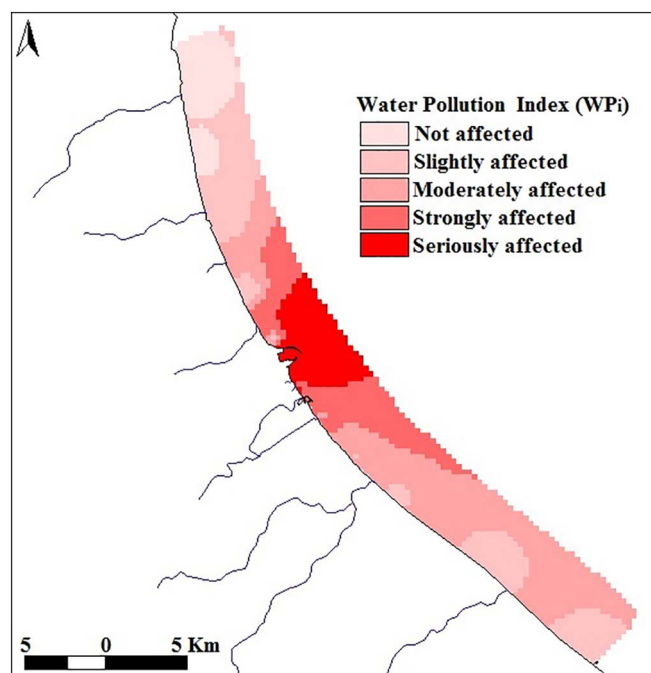 Water Pollution Index (WPi)
Not affected
Slightly affected
Moderately affected
Strongly affected
Seriously affected
5 0 5 Km